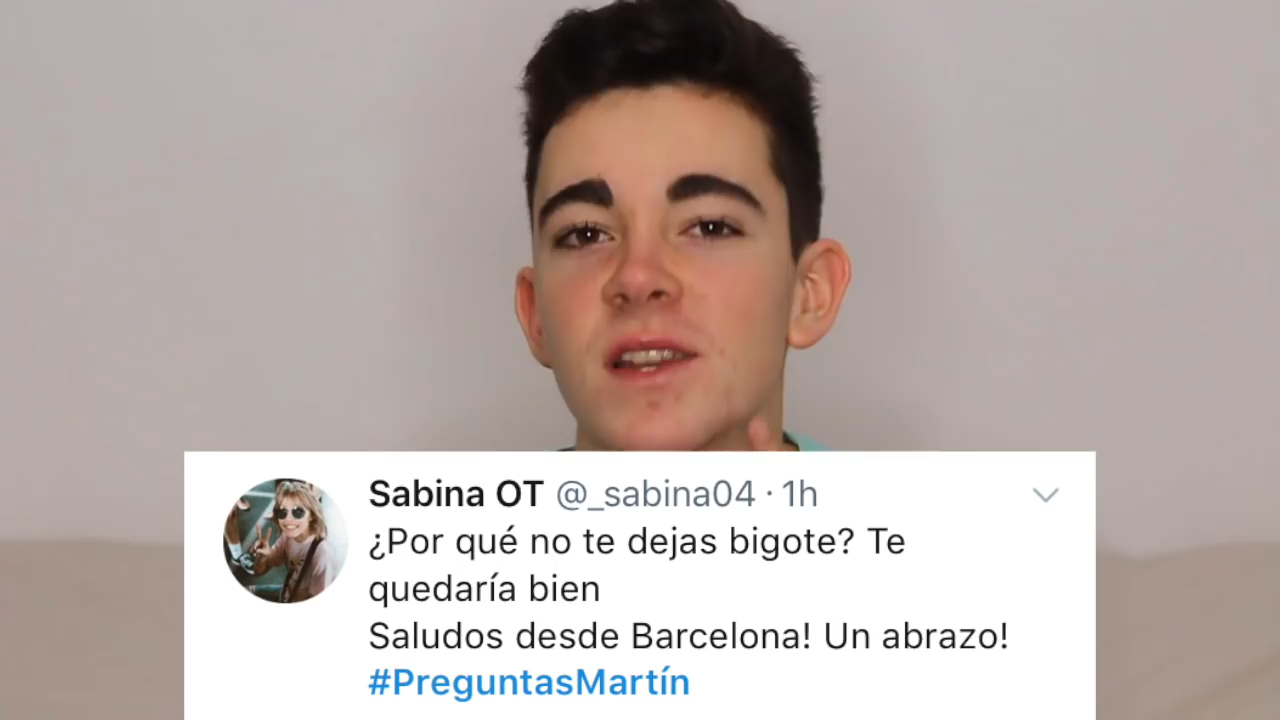 Sabina OT @_sabina04 · 1h
¿Por qué no te dejas bigote? Te
quedaría bien
Saludos desde Barcelona! Un abrazo!
#PreguntasMartín